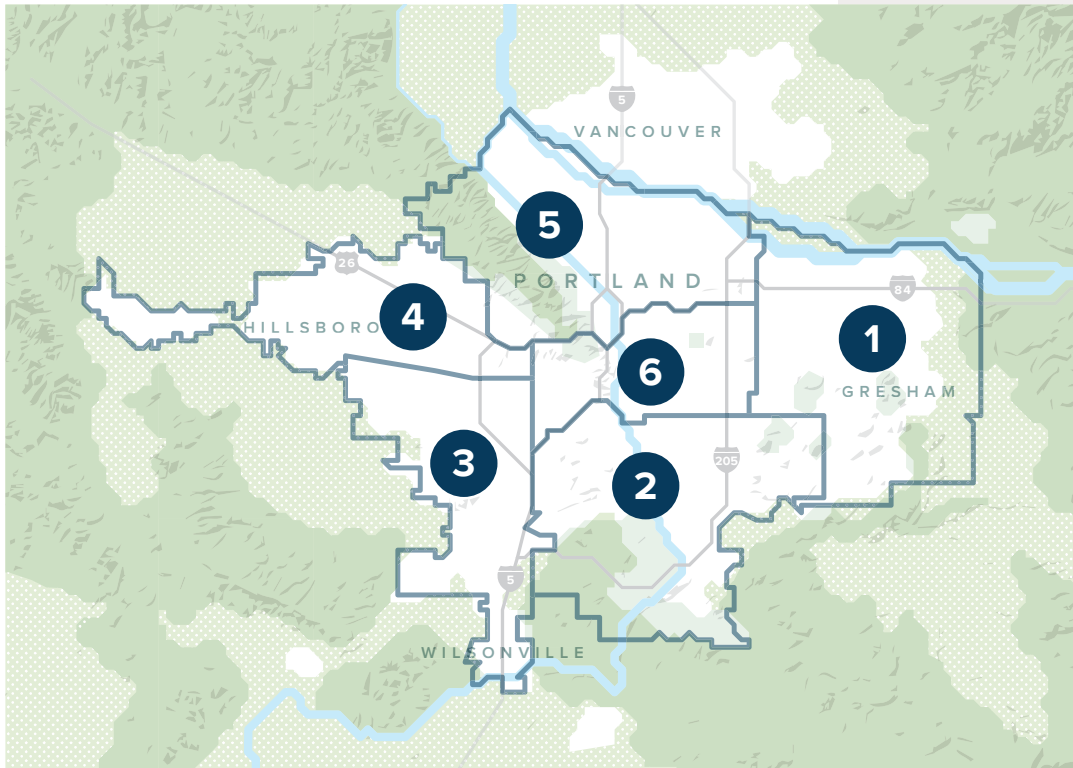 5
VANCOUVER
5
26
PORTLAND
84
4
HILLSBORO
1
6
GRESHAM
3
205
2
5
WILSONVILLE